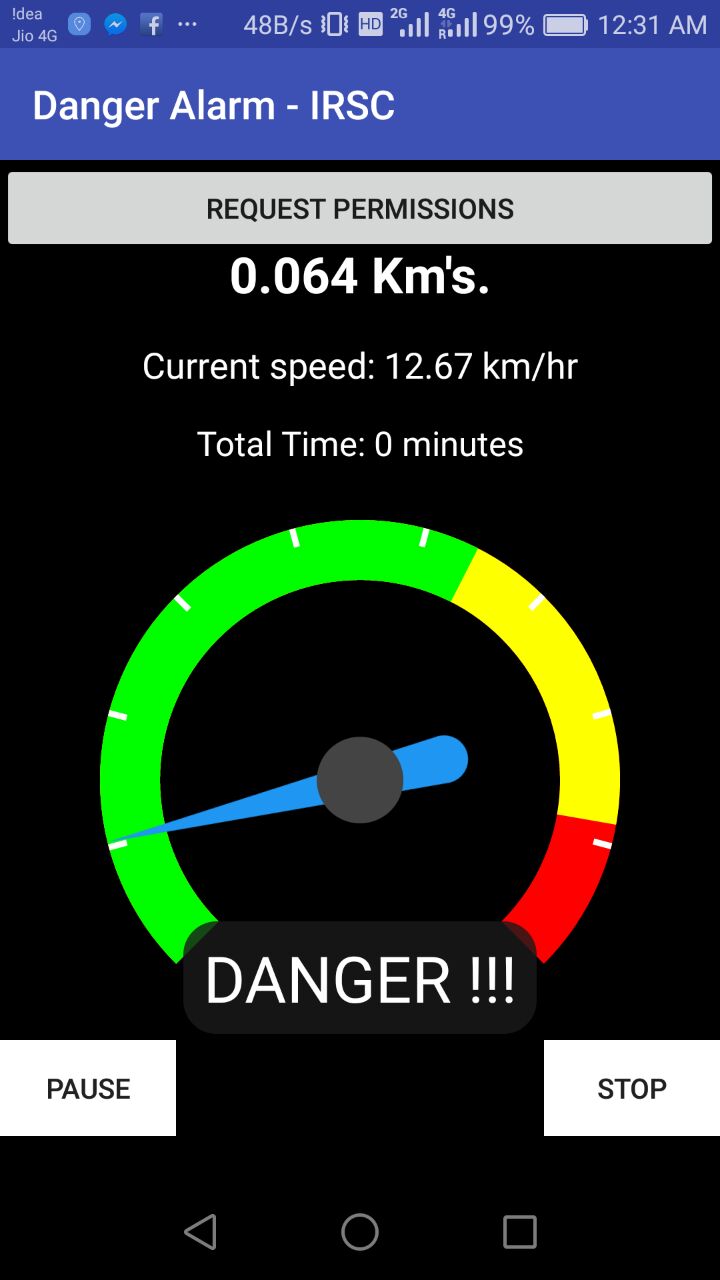 !dea
Jio 4G
48B/s HD 2G 4G R 99% 12:31 AM
Danger Alarm - IRSC
REQUEST PERMISSIONS
0.064 Km's.
Current speed: 12.67 km/hr
Total Time: 0 minutes
DANGER !!!
PAUSE STOP